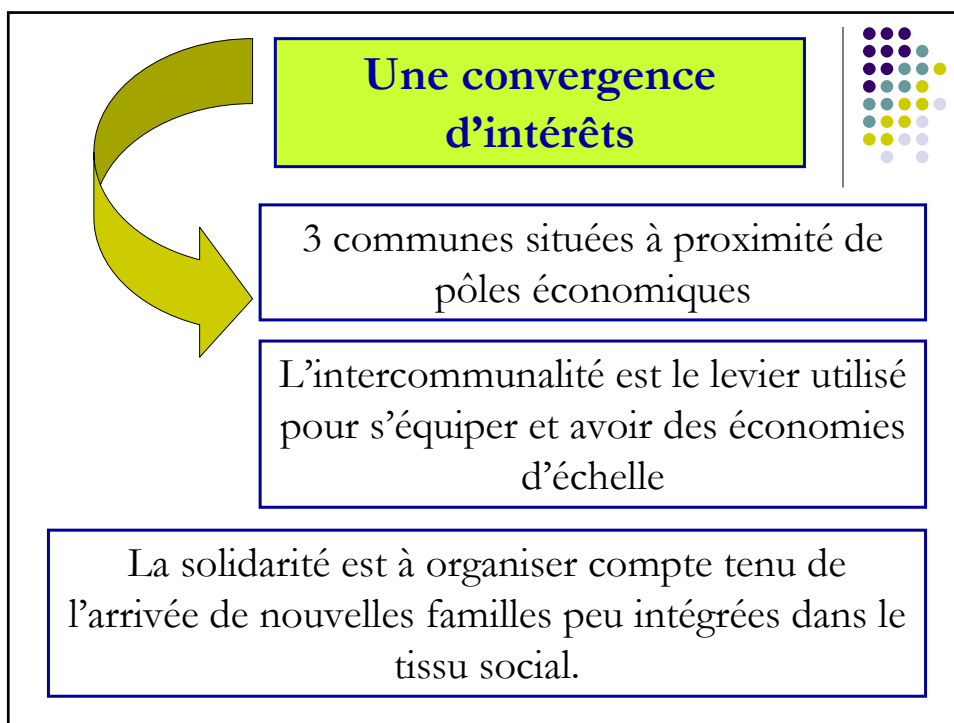 Une convergence
d’intérêts
3 communes situées à proximité de
pôles économiques
L’intercommunalité est le levier utilisé
pour s’équiper et avoir des économies
d’échelle
La solidarité est à organiser compte tenu de
l’arrivée de nouvelles familles peu intégrées dans le
tissu social.